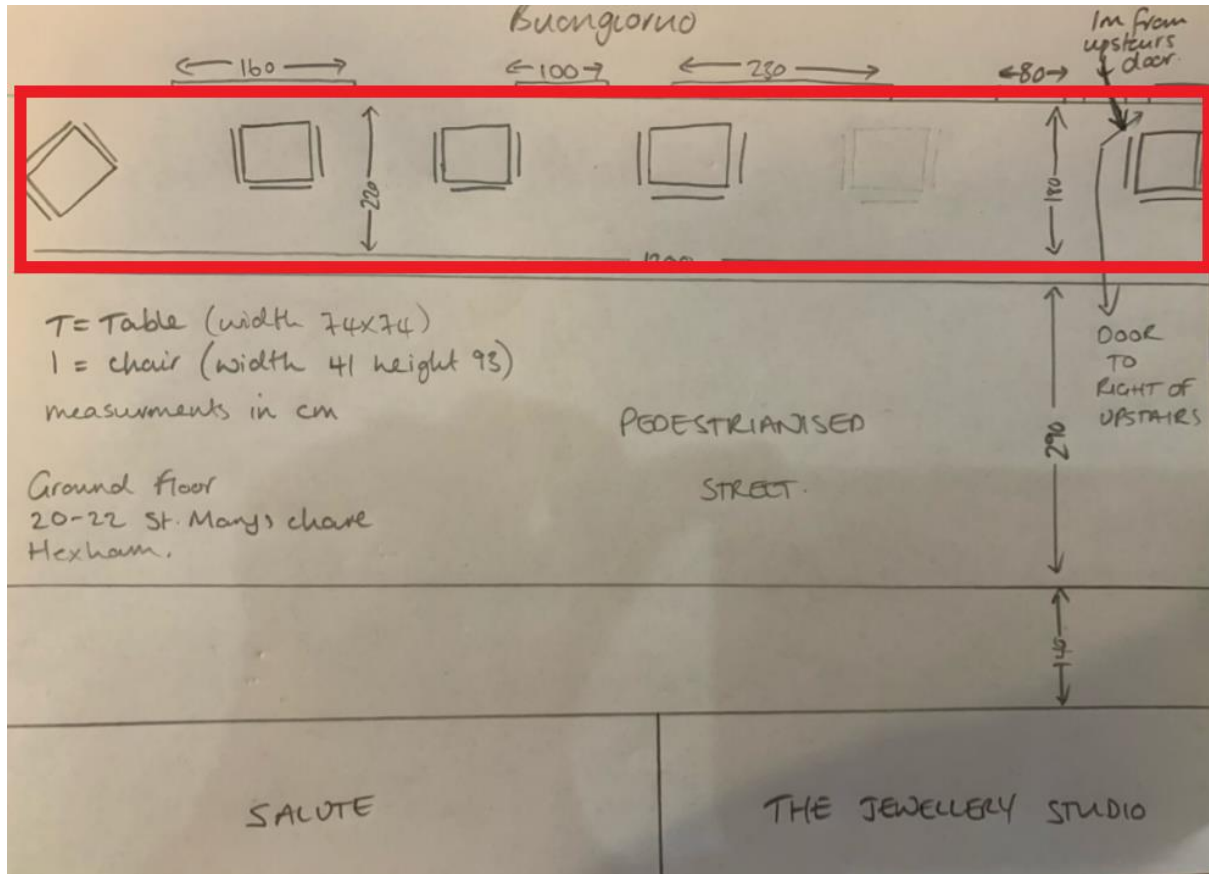 Buongiorno
1m from
upstairs
door.
160
100
230
80
220
180
1200
T = Table (width 74x74)
1 = chair (width 41 height 93)
measurments in cm
DOOR
TO
RIGHT OF
UPSTAIRS
PEDESTRIANISED
290
STREET.
Ground floor
20-22 St. Marys chare
Hexham.
SALUTE
THE JEWELLERY STUDIO